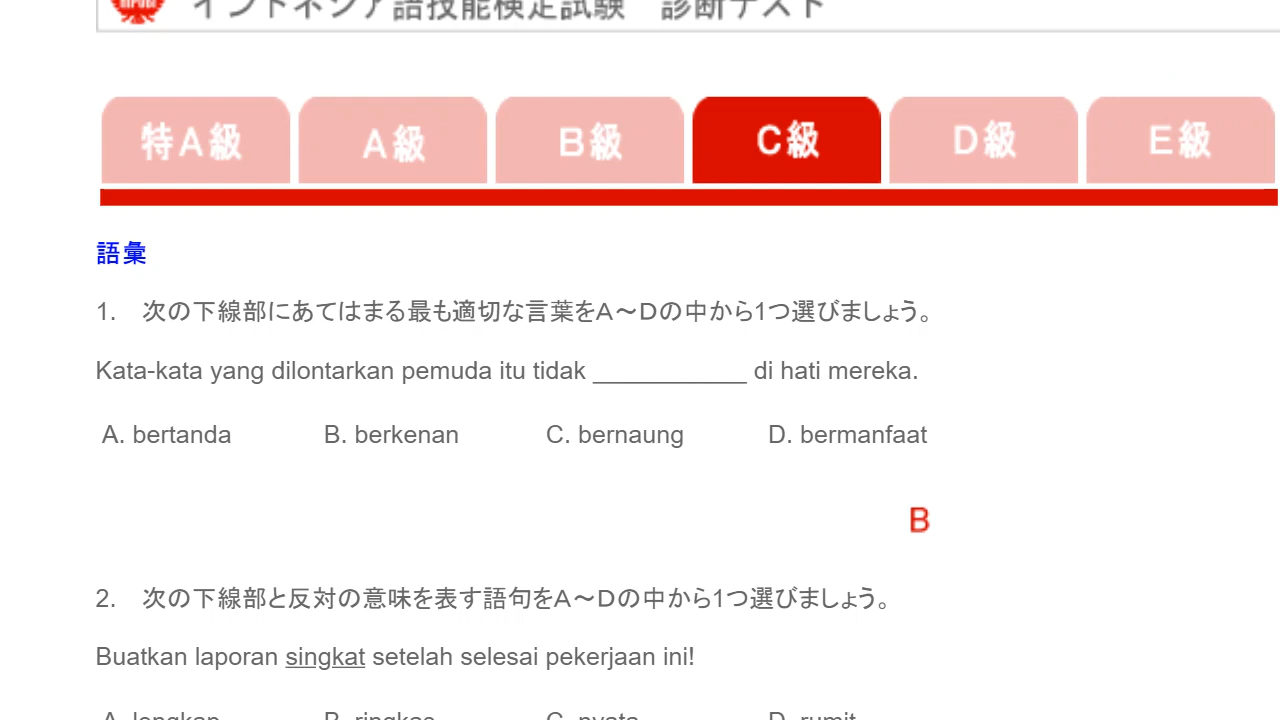 インドネシア語技能検定試験　診断テスト
特A級 A級 B級 C級 D級 E級
語彙
1.　次の下線部にあてはまる最も適切な言葉をA～Dの中から1つ選びましょう。
Kata-kata yang dilontarkan pemuda itu tidak ___________ di hati mereka.
A. bertanda B. berkenan C. bernaung D. bermanfaat
B
2.　次の下線部と反対の意味を表す語句をA～Dの中から1つ選びましょう。
Buatkan laporan singkat setelah selesai pekerjaan ini!
A. lengkap B. ringkas C. nyata D. rumit